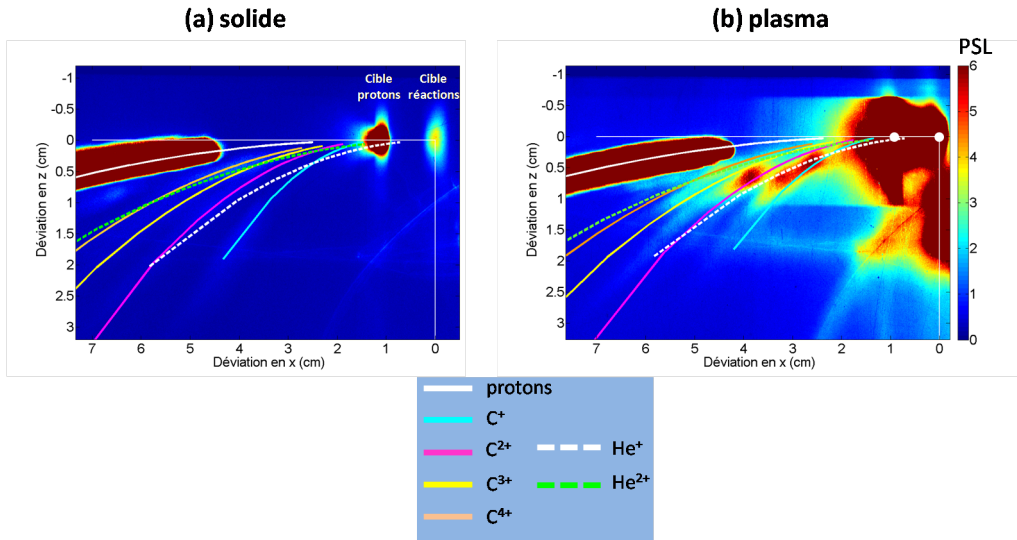 (a) solide
(b) plasma
PSL
Cible protons
Cible réactions
-1
-0.5
0
0.5
1
1.5
2
2.5
3
Déviation en z (cm)
7 6 5 4 3 2 1 0
Déviation en x (cm)
-1
-0.5
0
0.5
1
1.5
2
2.5
3
Déviation en z (cm)
7 6 5 4 3 2 1 0
Déviation en x (cm)
6
5
4
3
2
1
0
protons
C⁺
C²⁺
He⁺
C³⁺
He²⁺
C⁴⁺